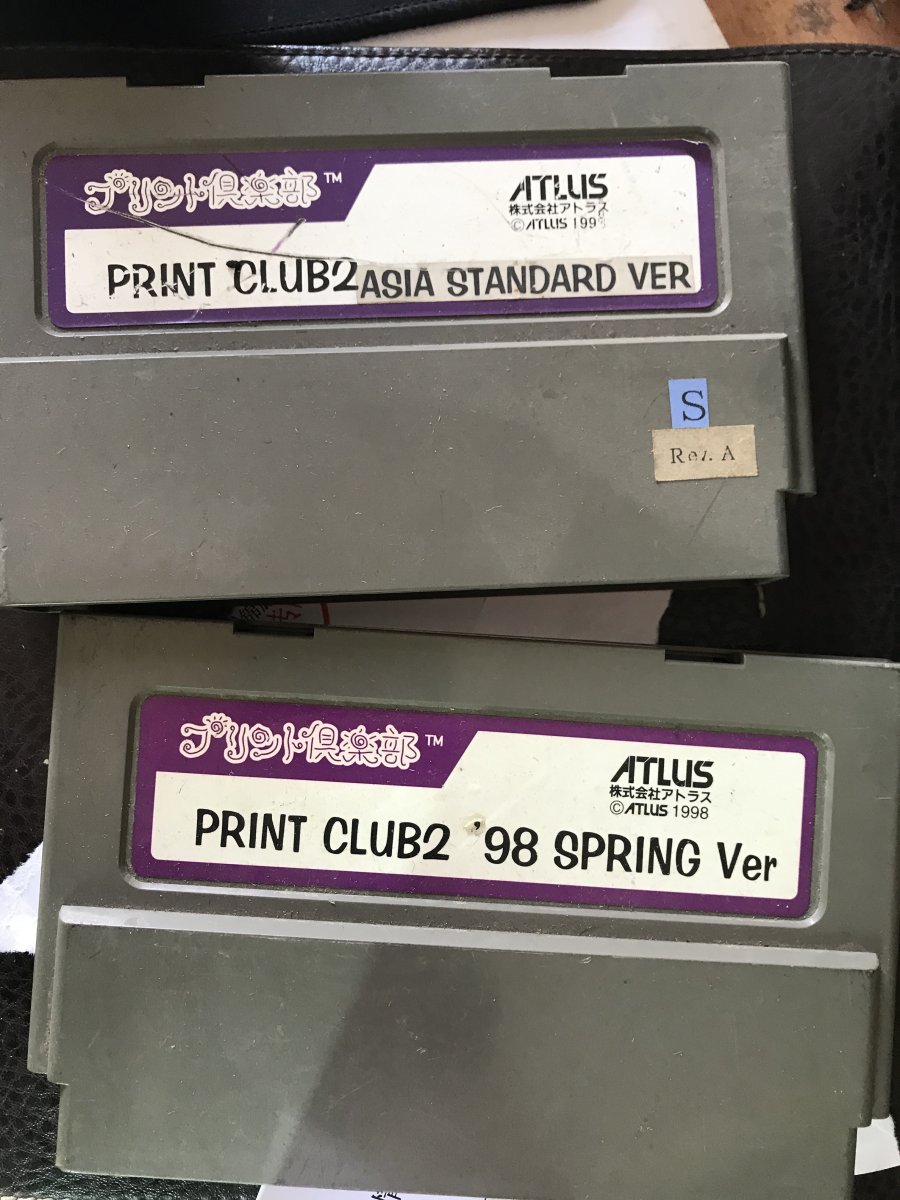 プリント倶楽部™
ATLUS
株式会社アトラス
©ATLUS
PRINT CLUB2 ASIA STANDARD VER
S
Rev. A
プリント倶楽部™
ATLUS
株式会社アトラス
©ATLUS 1998
PRINT CLUB2 '98 SPRING Ver